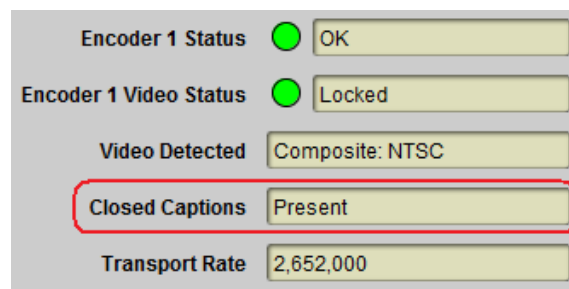 Encoder 1 Status OK
Encoder 1 Video Status Locked
Video Detected Composite: NTSC
Closed Captions Present
Transport Rate 2,652,000